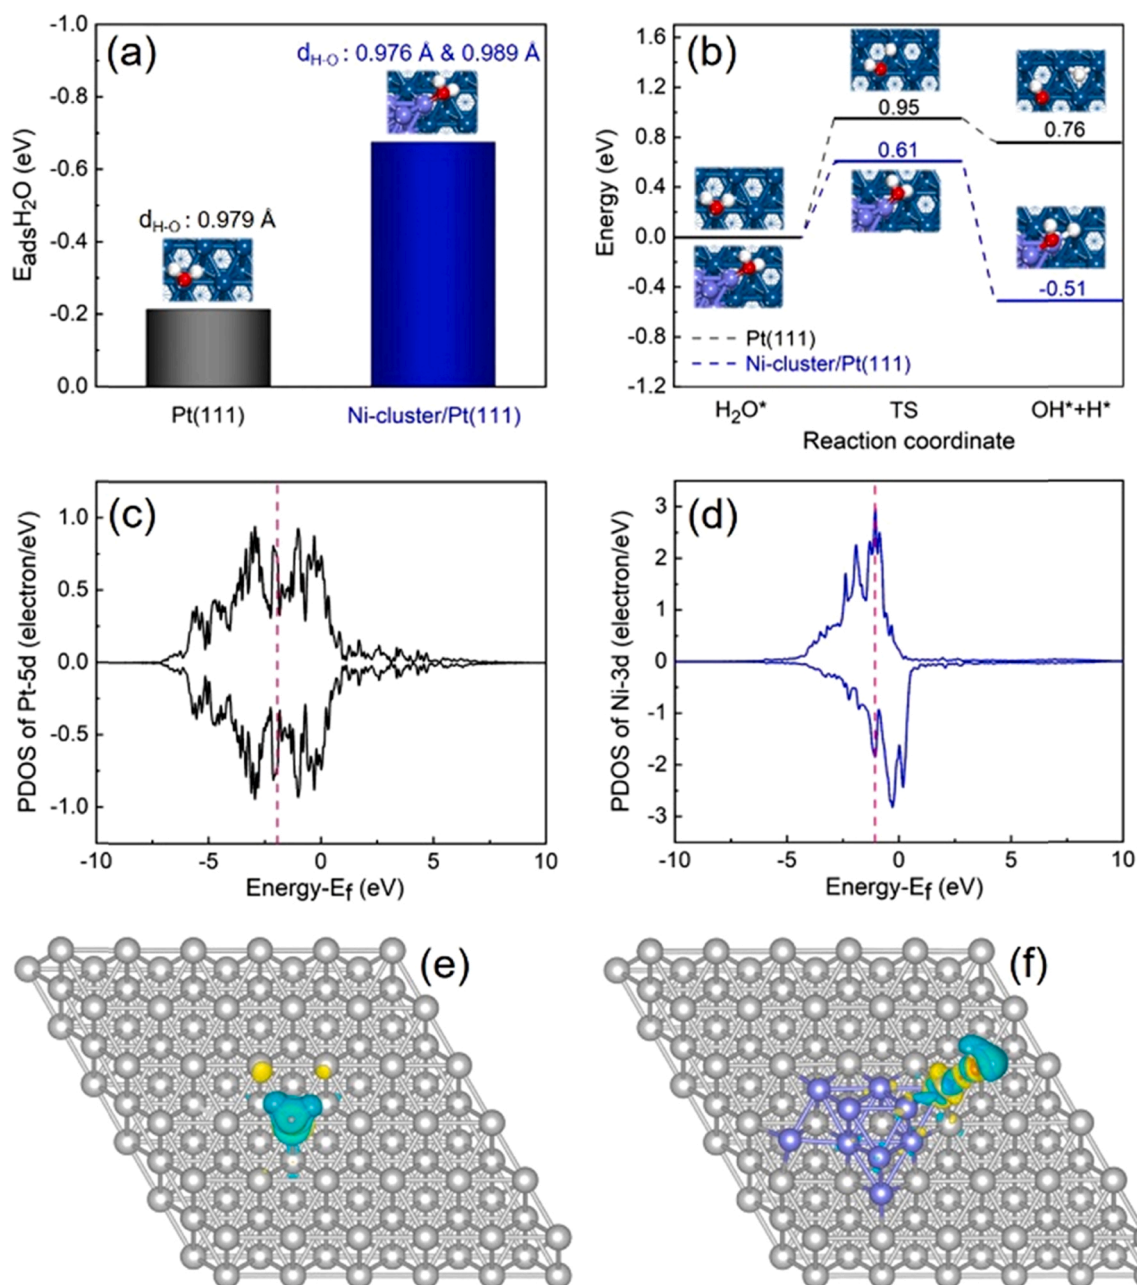 (a)
E_ads H₂O (eV)
-1.0
-0.8
-0.6
-0.4
-0.2
0.0
d_H-O : 0.976 Å & 0.989 Å
d_H-O : 0.979 Å
Pt(111)
Ni-cluster/Pt(111)
(b)
Energy (eV)
1.6
1.2
0.8
0.4
0.0
-0.4
-0.8
-1.2
0.95
0.76
0.61
-0.51
Pt(111)
Ni-cluster/Pt(111)
H₂O*
TS
OH*+H*
Reaction coordinate
(c)
PDOS of Pt-5d (electron/eV)
1.0
0.5
0.0
-0.5
-1.0
-10
-5
0
5
10
Energy-E_f (eV)
(d)
PDOS of Ni-3d (electron/eV)
3
2
1
0
-1
-2
-3
-10
-5
0
5
10
Energy-E_f (eV)
(e)
(f)